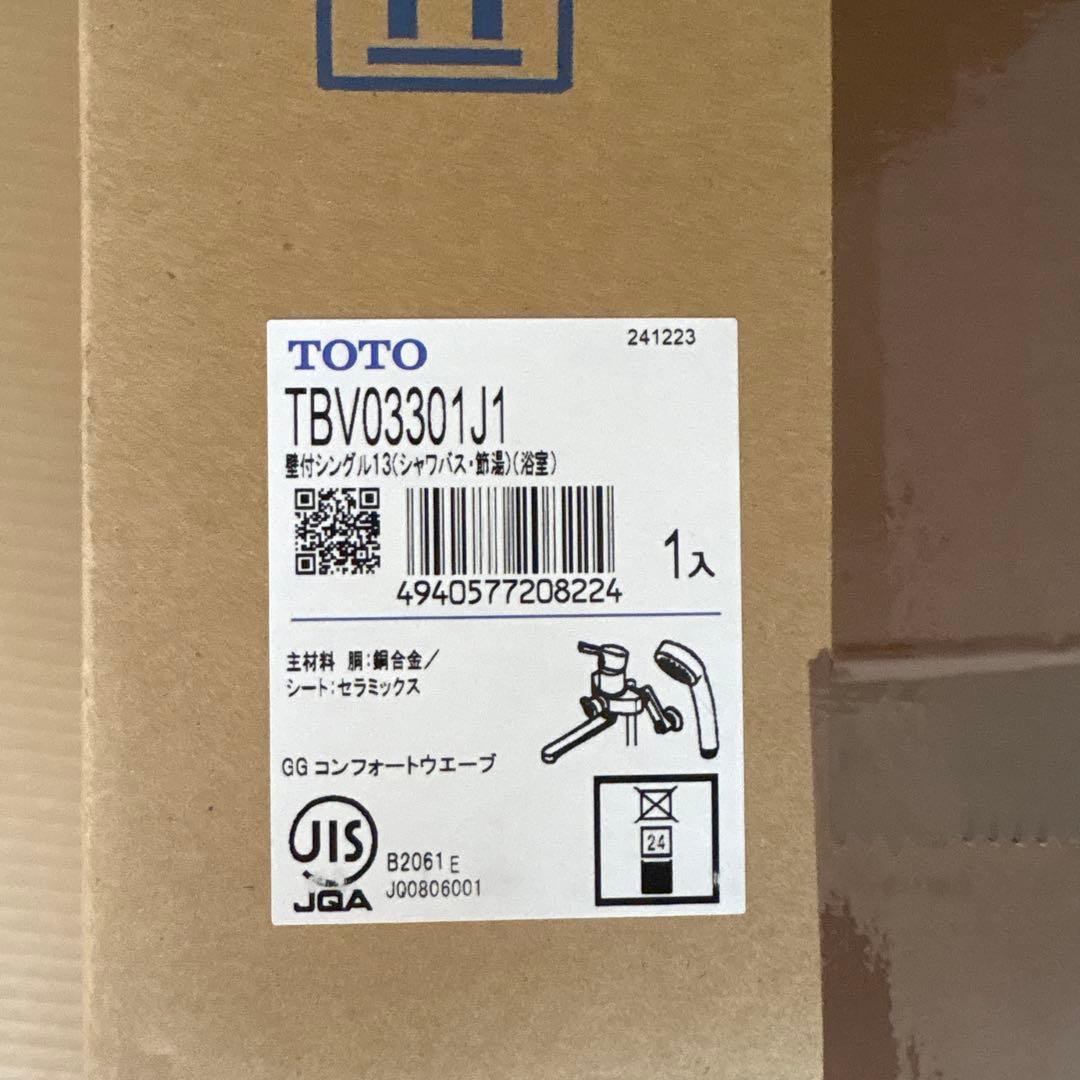 TOTO
241223
TBV03301J1
壁付シングル13(シャワバス・節湯)(浴室)
4940577208224
1入
主材料 胴:銅合金/
シート:セラミックス
GG コンフォートウエーブ
JIS
JQA
B2061 E
JQ0806001
24